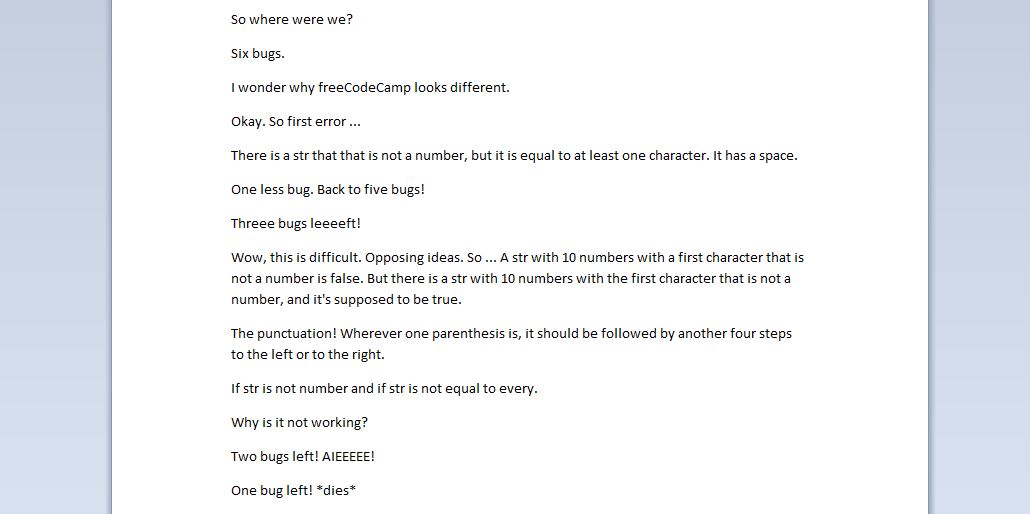 So where were we?
Six bugs.
I wonder why freeCodeCamp looks different.
Okay. So first error ...
There is a str that that is not a number, but it is equal to at least one character. It has a space.
One less bug. Back to five bugs!
Threee bugs leeeeft!
Wow, this is difficult. Opposing ideas. So ... A str with 10 numbers with a first character that is
not a number is false. But there is a str with 10 numbers with the first character that is not a
number, and it's supposed to be true.
The punctuation! Wherever one parenthesis is, it should be followed by another four steps
to the left or to the right.
If str is not number and if str is not equal to every.
Why is it not working?
Two bugs left! AIEEEEE!
One bug left! *dies*